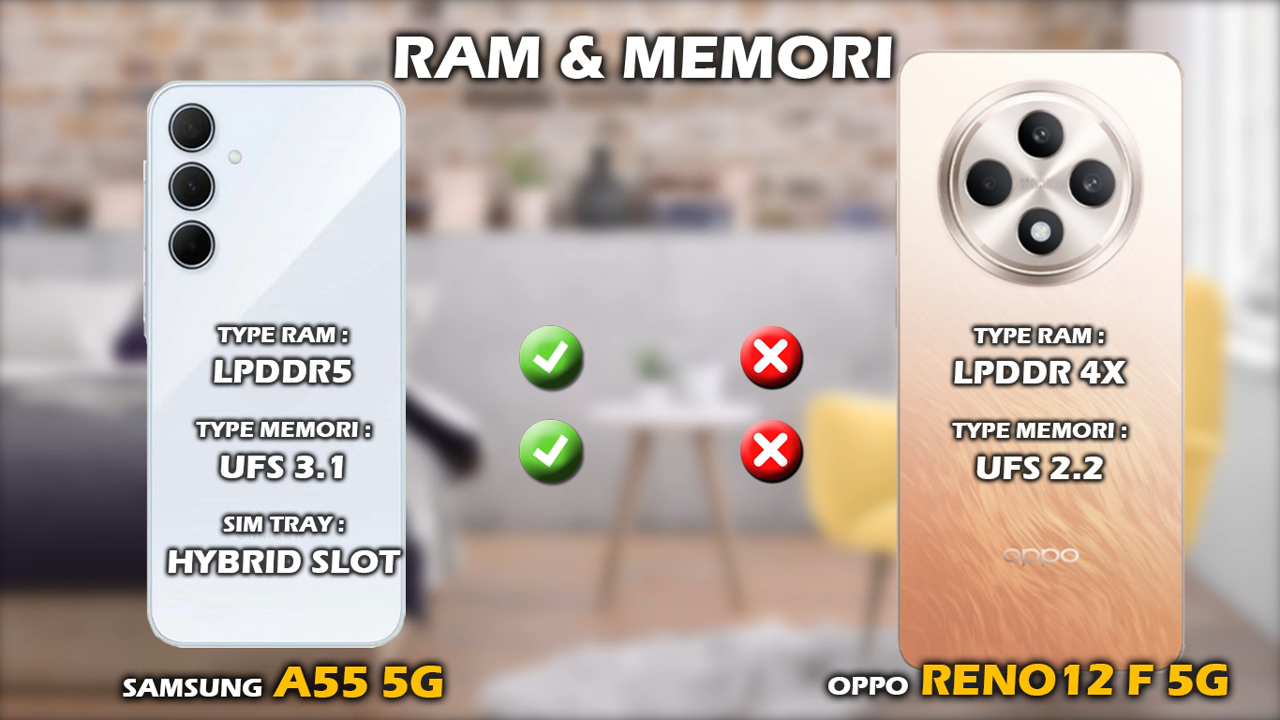 RAM & MEMORI
TYPE RAM :
LPDDR5
TYPE MEMORI :
UFS 3.1
SIM TRAY :
HYBRID SLOT
SAMSUNG A55 5G
TYPE RAM :
LPDDR 4X
TYPE MEMORI :
UFS 2.2
oppo
OPPO RENO12 F 5G